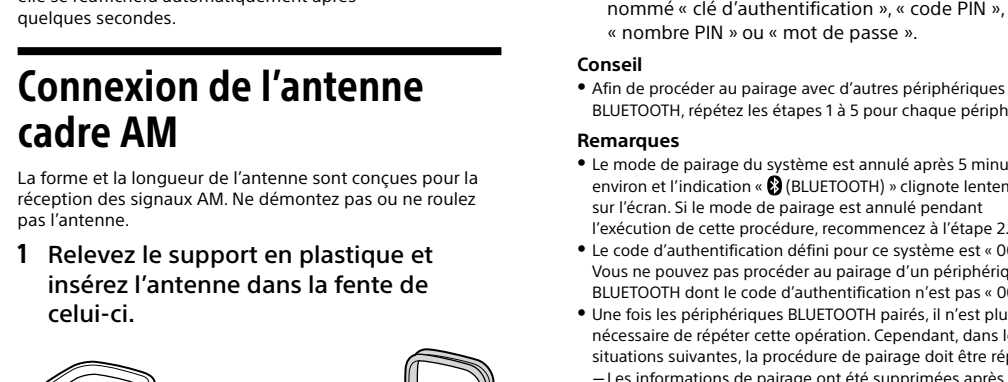 quelques secondes.
Connexion de l'antenne
cadre AM
La forme et la longueur de l'antenne sont conçues pour la
réception des signaux AM. Ne démontez pas ou ne roulez
pas l'antenne.
1 Relevez le support en plastique et
insérez l'antenne dans la fente de
celui-ci.
nommé « clé d'authentification », « code PIN »,
« nombre PIN » ou « mot de passe ».
Conseil
• Afin de procéder au pairage avec d'autres périphériques
BLUETOOTH, répétez les étapes 1 à 5 pour chaque périph
Remarques
• Le mode de pairage du système est annulé après 5 minu
environ et l'indication « (BLUETOOTH) » clignote lenten
sur l'écran. Si le mode de pairage est annulé pendant
l'exécution de cette procédure, recommencez à l'étape 2.
• Le code d'authentification défini pour ce système est « 00
Vous ne pouvez pas procéder au pairage d'un périphériq
BLUETOOTH dont le code d'authentification n'est pas « 00
• Une fois les périphériques BLUETOOTH pairés, il n'est plu
nécessaire de répéter cette opération. Cependant, dans le
situations suivantes, la procédure de pairage doit être rép
– Les informations de pairage ont été supprimées après